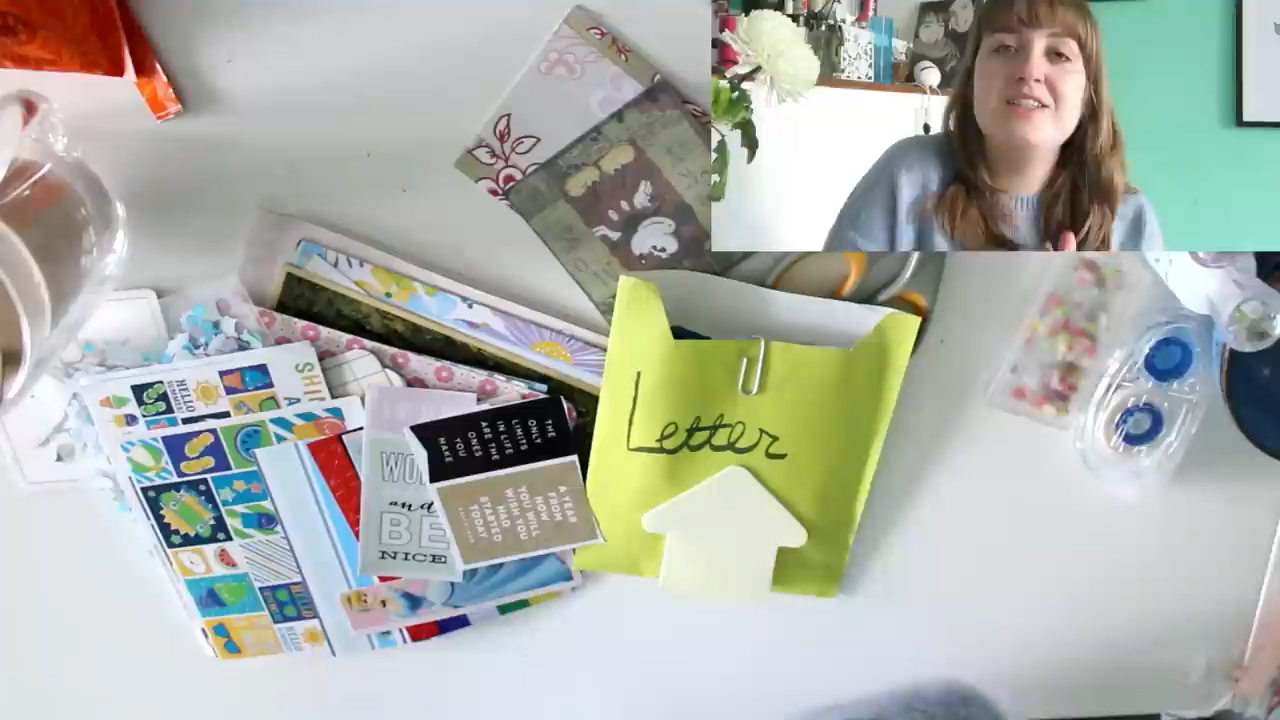 HELLO
SUMMER
SHI
A
WO
and
BE
NICE
THE
ONLY
LIMITS
IN LIFE
ARE THE
ONES
YOU
MAKE
A YEAR
FROM
NOW
YOU WILL
WISH YOU
HAD
STARTED
TODAY
Letter
HELLO